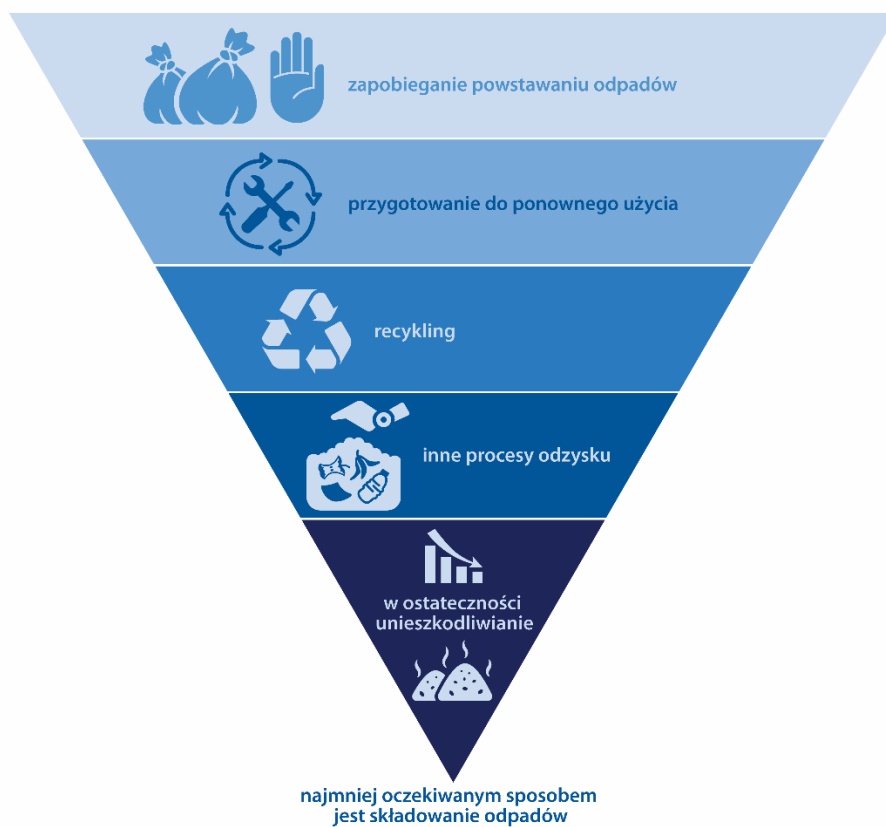 zapobieganie powstawaniu odpadów
przygotowanie do ponownego użycia
recykling
inne procesy odzysku
w ostateczności
unieszkodliwianie
najmniej oczekiwanym sposobem
jest składowanie odpadów